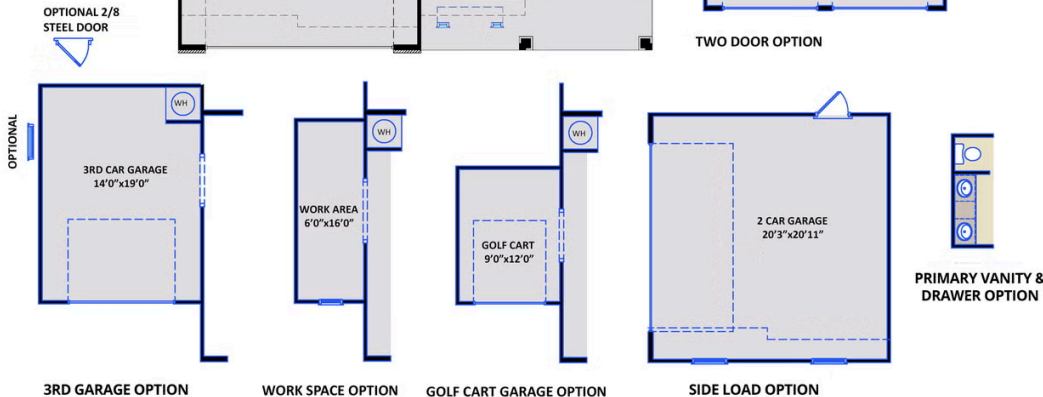 OPTIONAL 2/8
STEEL DOOR
TWO DOOR OPTION
OPTIONAL
WH
3RD CAR GARAGE
14'0"x19'0"
WH
WORK AREA
6'0"x16'0"
WH
GOLF CART
9'0"x12'0"
2 CAR GARAGE
20'3"x20'11"
PRIMARY VANITY &
DRAWER OPTION
3RD GARAGE OPTION
WORK SPACE OPTION
GOLF CART GARAGE OPTION
SIDE LOAD OPTION